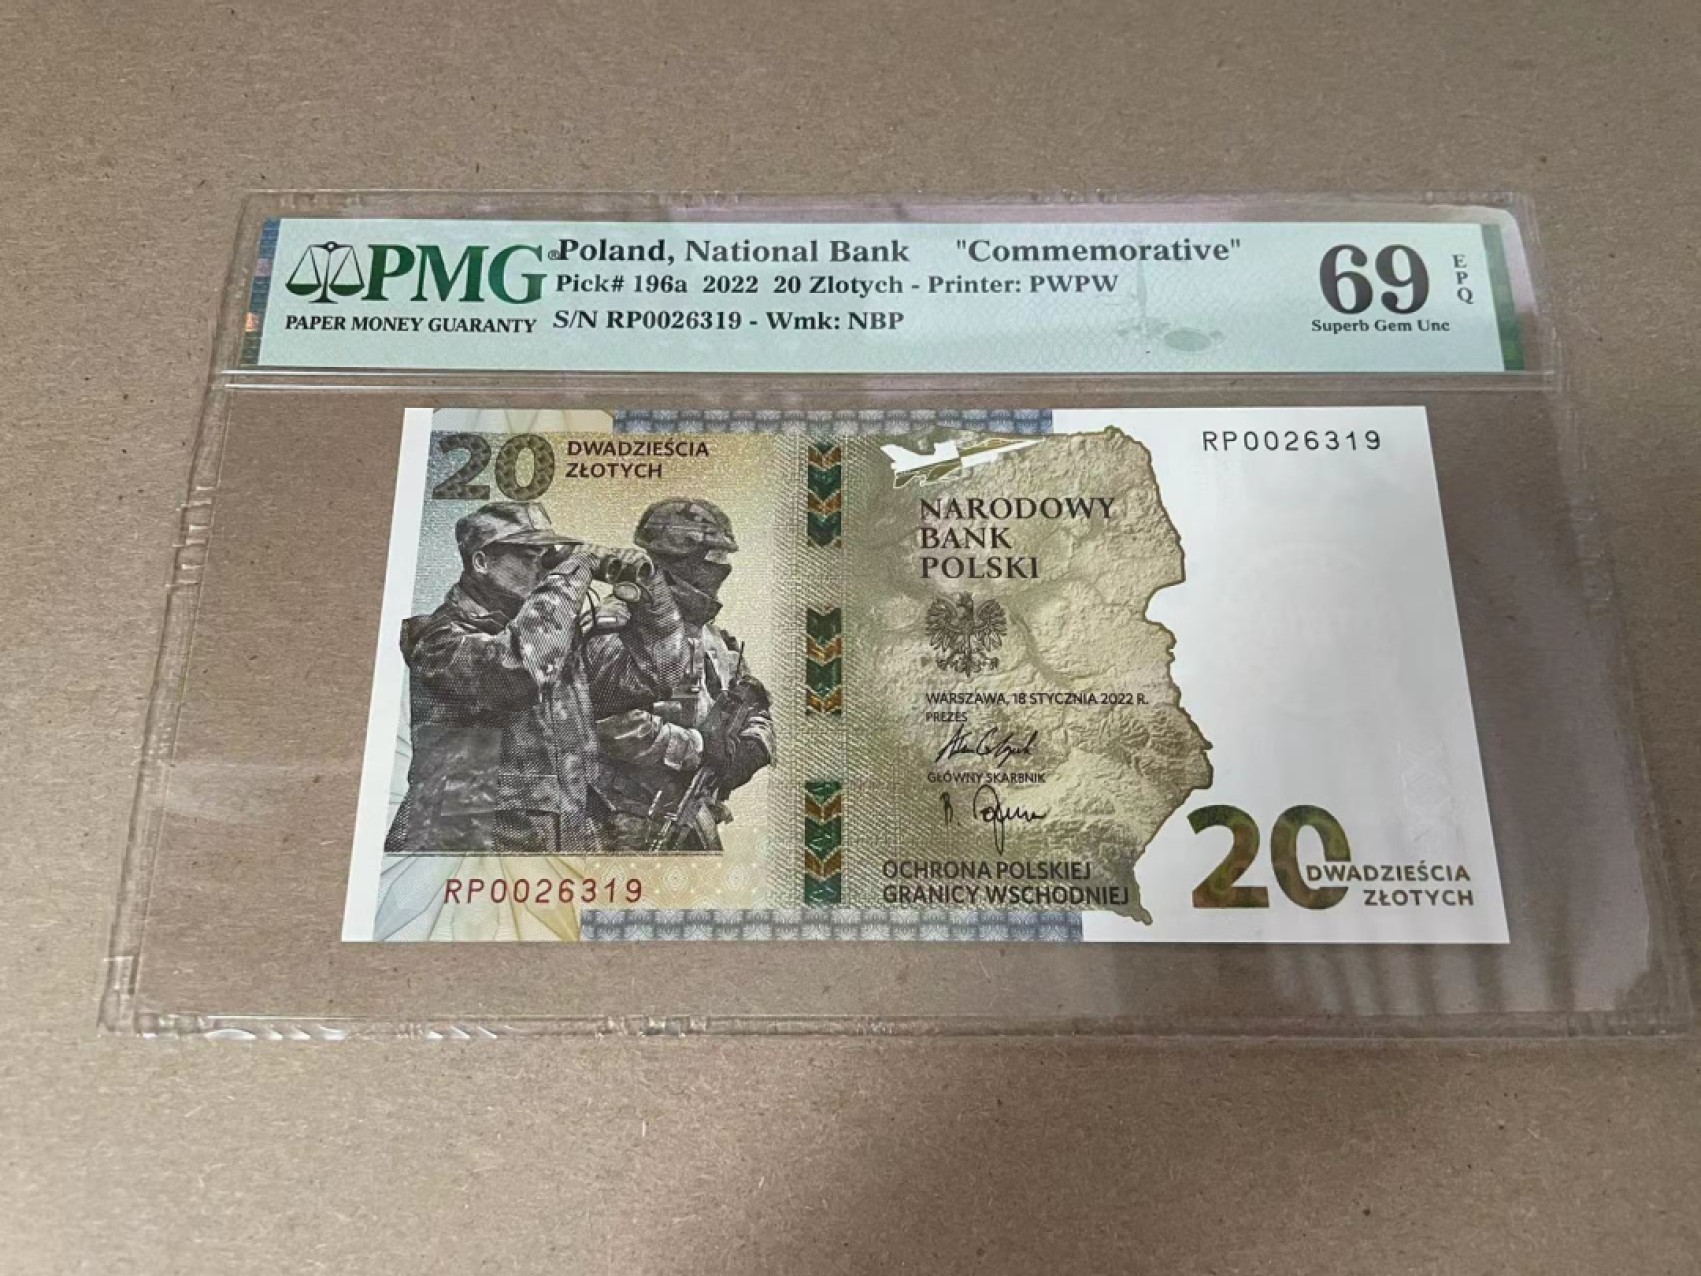 PMG®
PAPER MONEY GUARANTY
Poland, National Bank "Commemorative"
Pick# 196a 2022 20 Zlotych - Printer: PWPW
S/N RP0026319 - Wmk: NBP
69
EPQ
Superb Gem Unc
20 DWADZIEŚCIA
ZŁOTYCH
RP0026319
NARODOWY
BANK
POLSKI
WARSZAWA, 18 STYCZNIA 2022 R.
PREZES
GŁÓWNY SKARBNIK
OCHRONA POLSKIEJ
GRANICY WSCHODNIEJ
RP0026319
20 DWADZIEŚCIA
ZŁOTYCH